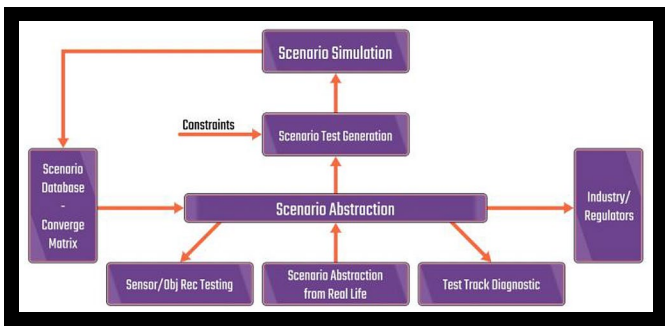 Scenario Simulation
Constraints
Scenario Test Generation
Scenario
Database
-
Converge
Matrix
Scenario Abstraction
Industry/
Regulators
Sensor/Obj Rec Testing
Scenario Abstraction
from Real Life
Test Track Diagnostic